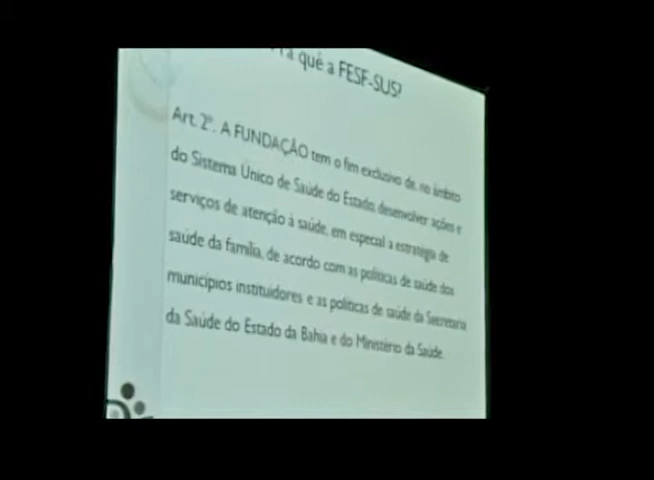 ra quê a FESF-SUS?
Art. 2º. A FUNDAÇÃO tem o fim exclusivo de, no âmbito
do Sistema Único de Saúde do Estado, desenvolver ações e
serviços de atenção à saúde, em especial a estratégia de
saúde da família, de acordo com as políticas de saúde dos
municípios instituidores e as políticas de saúde da Secretaria
da Saúde do Estado da Bahia e do Ministério da Saúde.